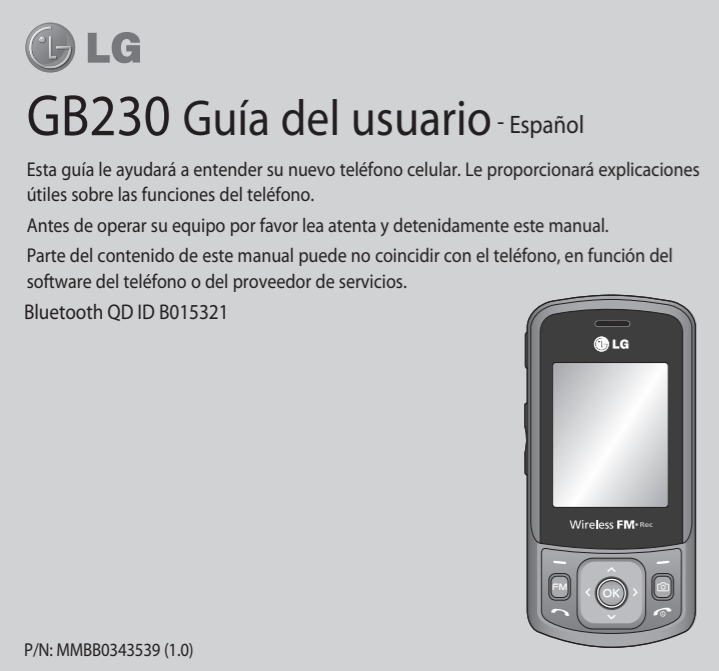 LG
GB230 Guía del usuario - Español
Esta guía le ayudará a entender su nuevo teléfono celular. Le proporcionará explicaciones
útiles sobre las funciones del teléfono.
Antes de operar su equipo por favor lea atenta y detenidamente este manual.
Parte del contenido de este manual puede no coincidir con el teléfono, en función del
software del teléfono o del proveedor de servicios.
Bluetooth QD ID B015321
LG
Wireless FM•Rec
FM
OK
P/N: MMBB0343539 (1.0)